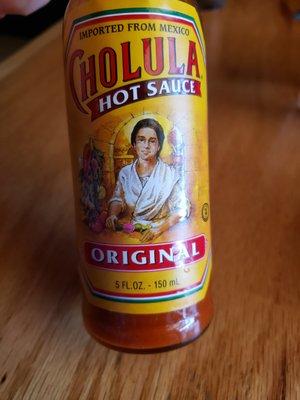 IMPORTED FROM MEXICO
CHOLULA
HOT SAUCE
ORIGINAL
5 FL.OZ. - 150 mL